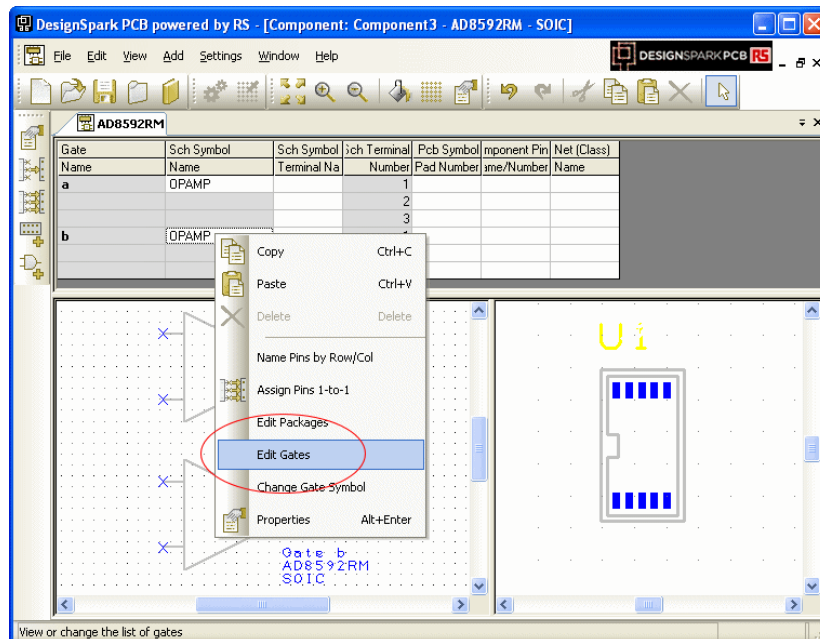 DesignSpark PCB powered by RS - [Component: Component3 - AD8592RM - SOIC]
File Edit View Add Settings Window Help
DESIGNSPARK PCB RS
AD8592RM
Gate Sch Symbol Sch Symbol Sch Terminal Pcb Symbol mponent Pin Net (Class)
Name Name Terminal Na Number Pad Number ame/Number Name
a OPAMP 1
2
3
b OPAMP
Copy Ctrl+C
Paste Ctrl+V
Delete Delete
Name Pins by Row/Col
Assign Pins 1-to-1
Edit Packages
Edit Gates
Change Gate Symbol
Properties Alt+Enter
Gate b
AD8592RM
SOIC
U1
View or change the list of gates